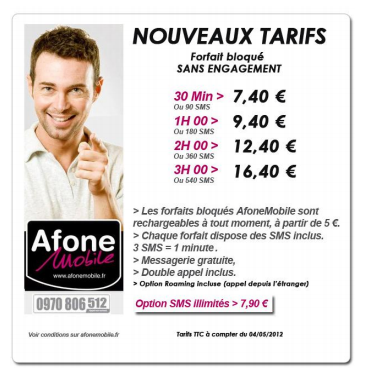 NOUVEAUX TARIFS
Forfait bloqué
SANS ENGAGEMENT
30 Min > 7,40 €
Ou 90 SMS
1H 00 > 9,40 €
Ou 180 SMS
2H 00 > 12,40 €
Ou 360 SMS
3H 00 > 16,40 €
Ou 540 SMS
> Les forfaits bloqués AfoneMobile sont
rechargeables à tout moment, à partir de 5 €.
> Chaque forfait dispose des SMS inclus.
3 SMS = 1 minute.
> Messagerie gratuite,
> Double appel inclus.
> Option Roaming incluse (appel depuis l'étranger)
Option SMS illimités > 7,90 €
Afone
Mobile
www.afonemobile.fr
0970 806 512
Voir conditions sur afonemobile.fr
Tarifs TTC à compter du 04/05/2012